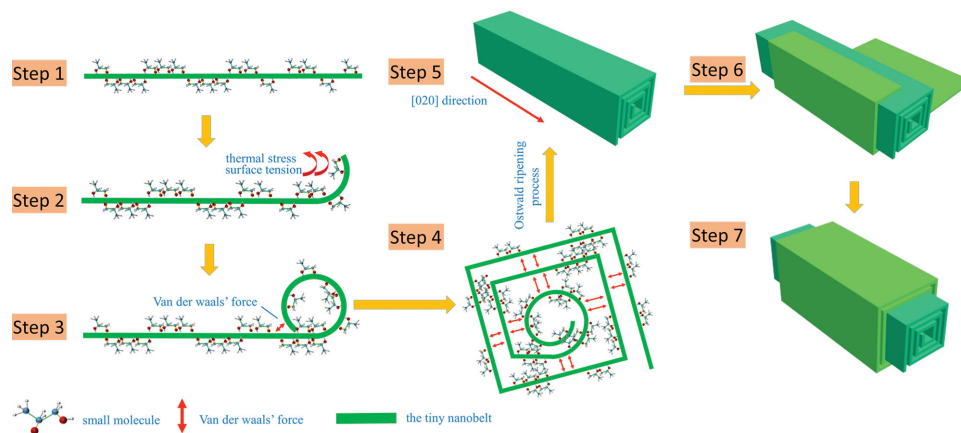 Step 1
Step 5
[020] direction
Step 6
thermal stress
surface tension
Step 2
Ostwald ripening
process
Step 4
Step 7
Van der waals' force
Step 3
small molecule
Van der waals' force
the tiny nanobelt